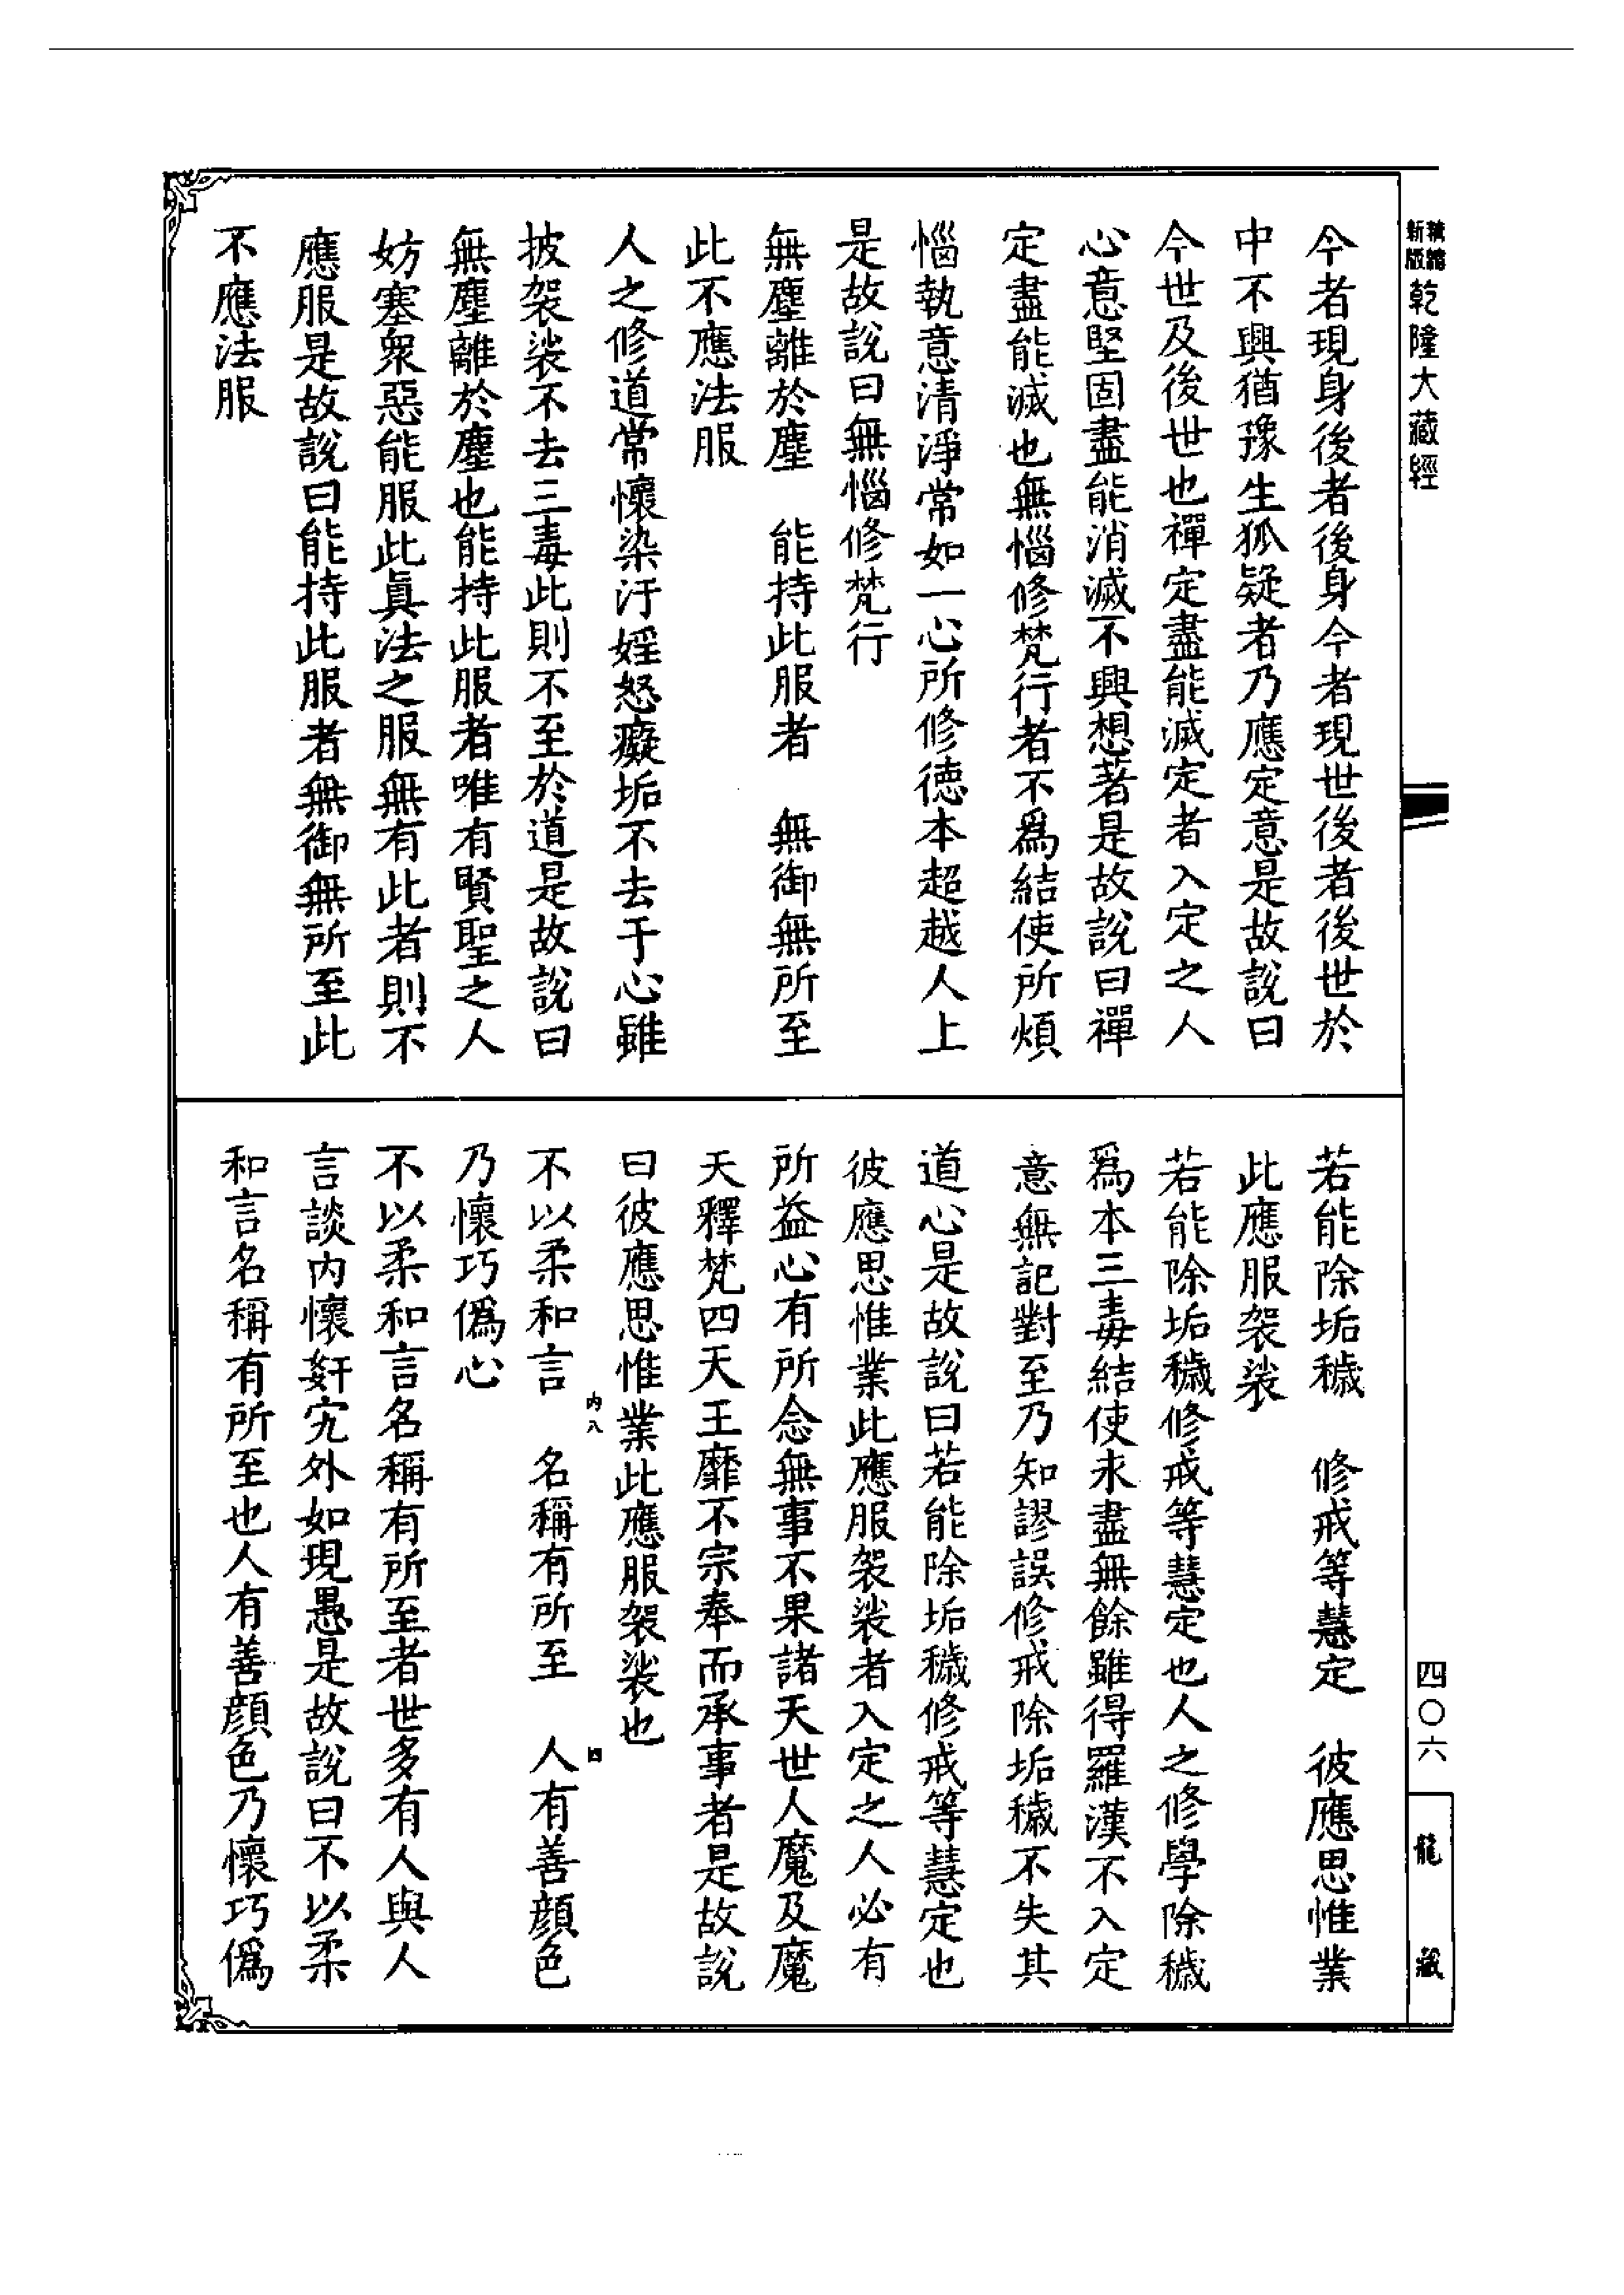 新版
乾隆大藏經
今者現身後者後身今者現世後者後世於
中不興猶豫生狐疑者乃應定意是故說曰
今世及後世也禪定盡能滅定者入定之人
心意堅固盡能消滅不興想著是故說曰禪
定盡能滅也無惱修梵行者不爲結使所煩
惱執意清淨常如一心所修德本超越人上
是故說曰無惱修梵行
無塵離於塵　能持此服者　無御無所至
此不應法服
人之修道常懷染汙婬怒癡垢不去于心雖
披袈裟不去三毒此則不至於道是故說曰
無塵離於塵也能持此服者唯有賢聖之人
妨塞衆惡能服此眞法之服無有此者則不
應服是故說曰能持此服者無御無所至此
不應法服
若能除垢穢　修戒等慧定　彼應思惟業
此應服袈裟
若能除垢穢修戒等慧定也人之修學除穢
爲本三毒結使永盡無餘雖得羅漢不入定
意無記對至乃知謬誤修戒除垢穢不失其
道心是故說曰若能除垢穢修戒等慧定也
彼應思惟業此應服袈裟者入定之人必有
所益心有所念無事不果諸天世人魔及魔
天釋梵四天王靡不宗奉而承事者是故說
曰彼應思惟業此應服袈裟也
内八
四
不以柔和言　名稱有所至　人有善顏色
乃懷巧僞心
不以柔和言名稱有所至者世多有人與人
言談内懷姧宄外如現愚是故說曰不以柔
和言名稱有所至也人有善顏色乃懷巧僞
四〇六
龍藏